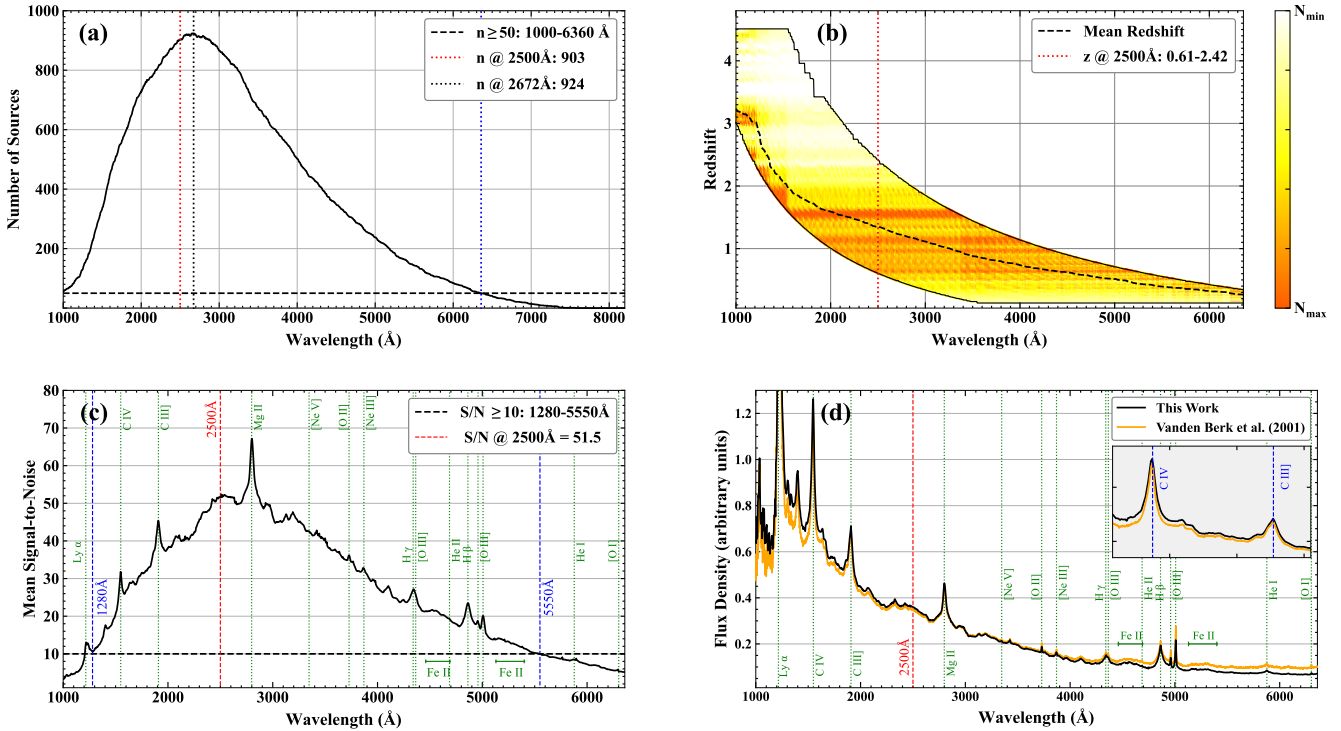 (a)
n≥50: 1000-6360 Å
n @ 2500Å: 903
n @ 2672Å: 924
Number of Sources
1000
800
600
400
200
1000 2000 3000 4000 5000 6000 7000 8000
Wavelength (Å)
(b)
Mean Redshift
z @ 2500Å: 0.61-2.42
Redshift
4
3
2
1
1000 2000 3000 4000 5000 6000
Wavelength (Å)
Nmin
Nmax
(c)
S/N ≥10: 1280-5550Å
S/N @ 2500Å = 51.5
Mean Signal-to-Noise
80
70
60
50
40
30
20
10
0
Ly α
1280Å
C IV
C III]
2500Å
Mg II
[Ne V]
[O II]
[Ne III]
H γ
[O III]
He II
H β
[O III]
5550Å
He I
[O I]
Fe II
Fe II
1000 2000 3000 4000 5000 6000
Wavelength (Å)
(d)
This Work
Vanden Berk et al. (2001)
C IV
C III]
Flux Density (arbitrary units)
1.2
1.0
0.8
0.6
0.4
0.2
Ly α
C IV
C III]
2500Å
Mg II
[Ne V]
[O II]
[Ne III]
H γ
[O III]
He II
H β
[O III]
He I
[O I]
Fe II
Fe II
1000 2000 3000 4000 5000 6000
Wavelength (Å)